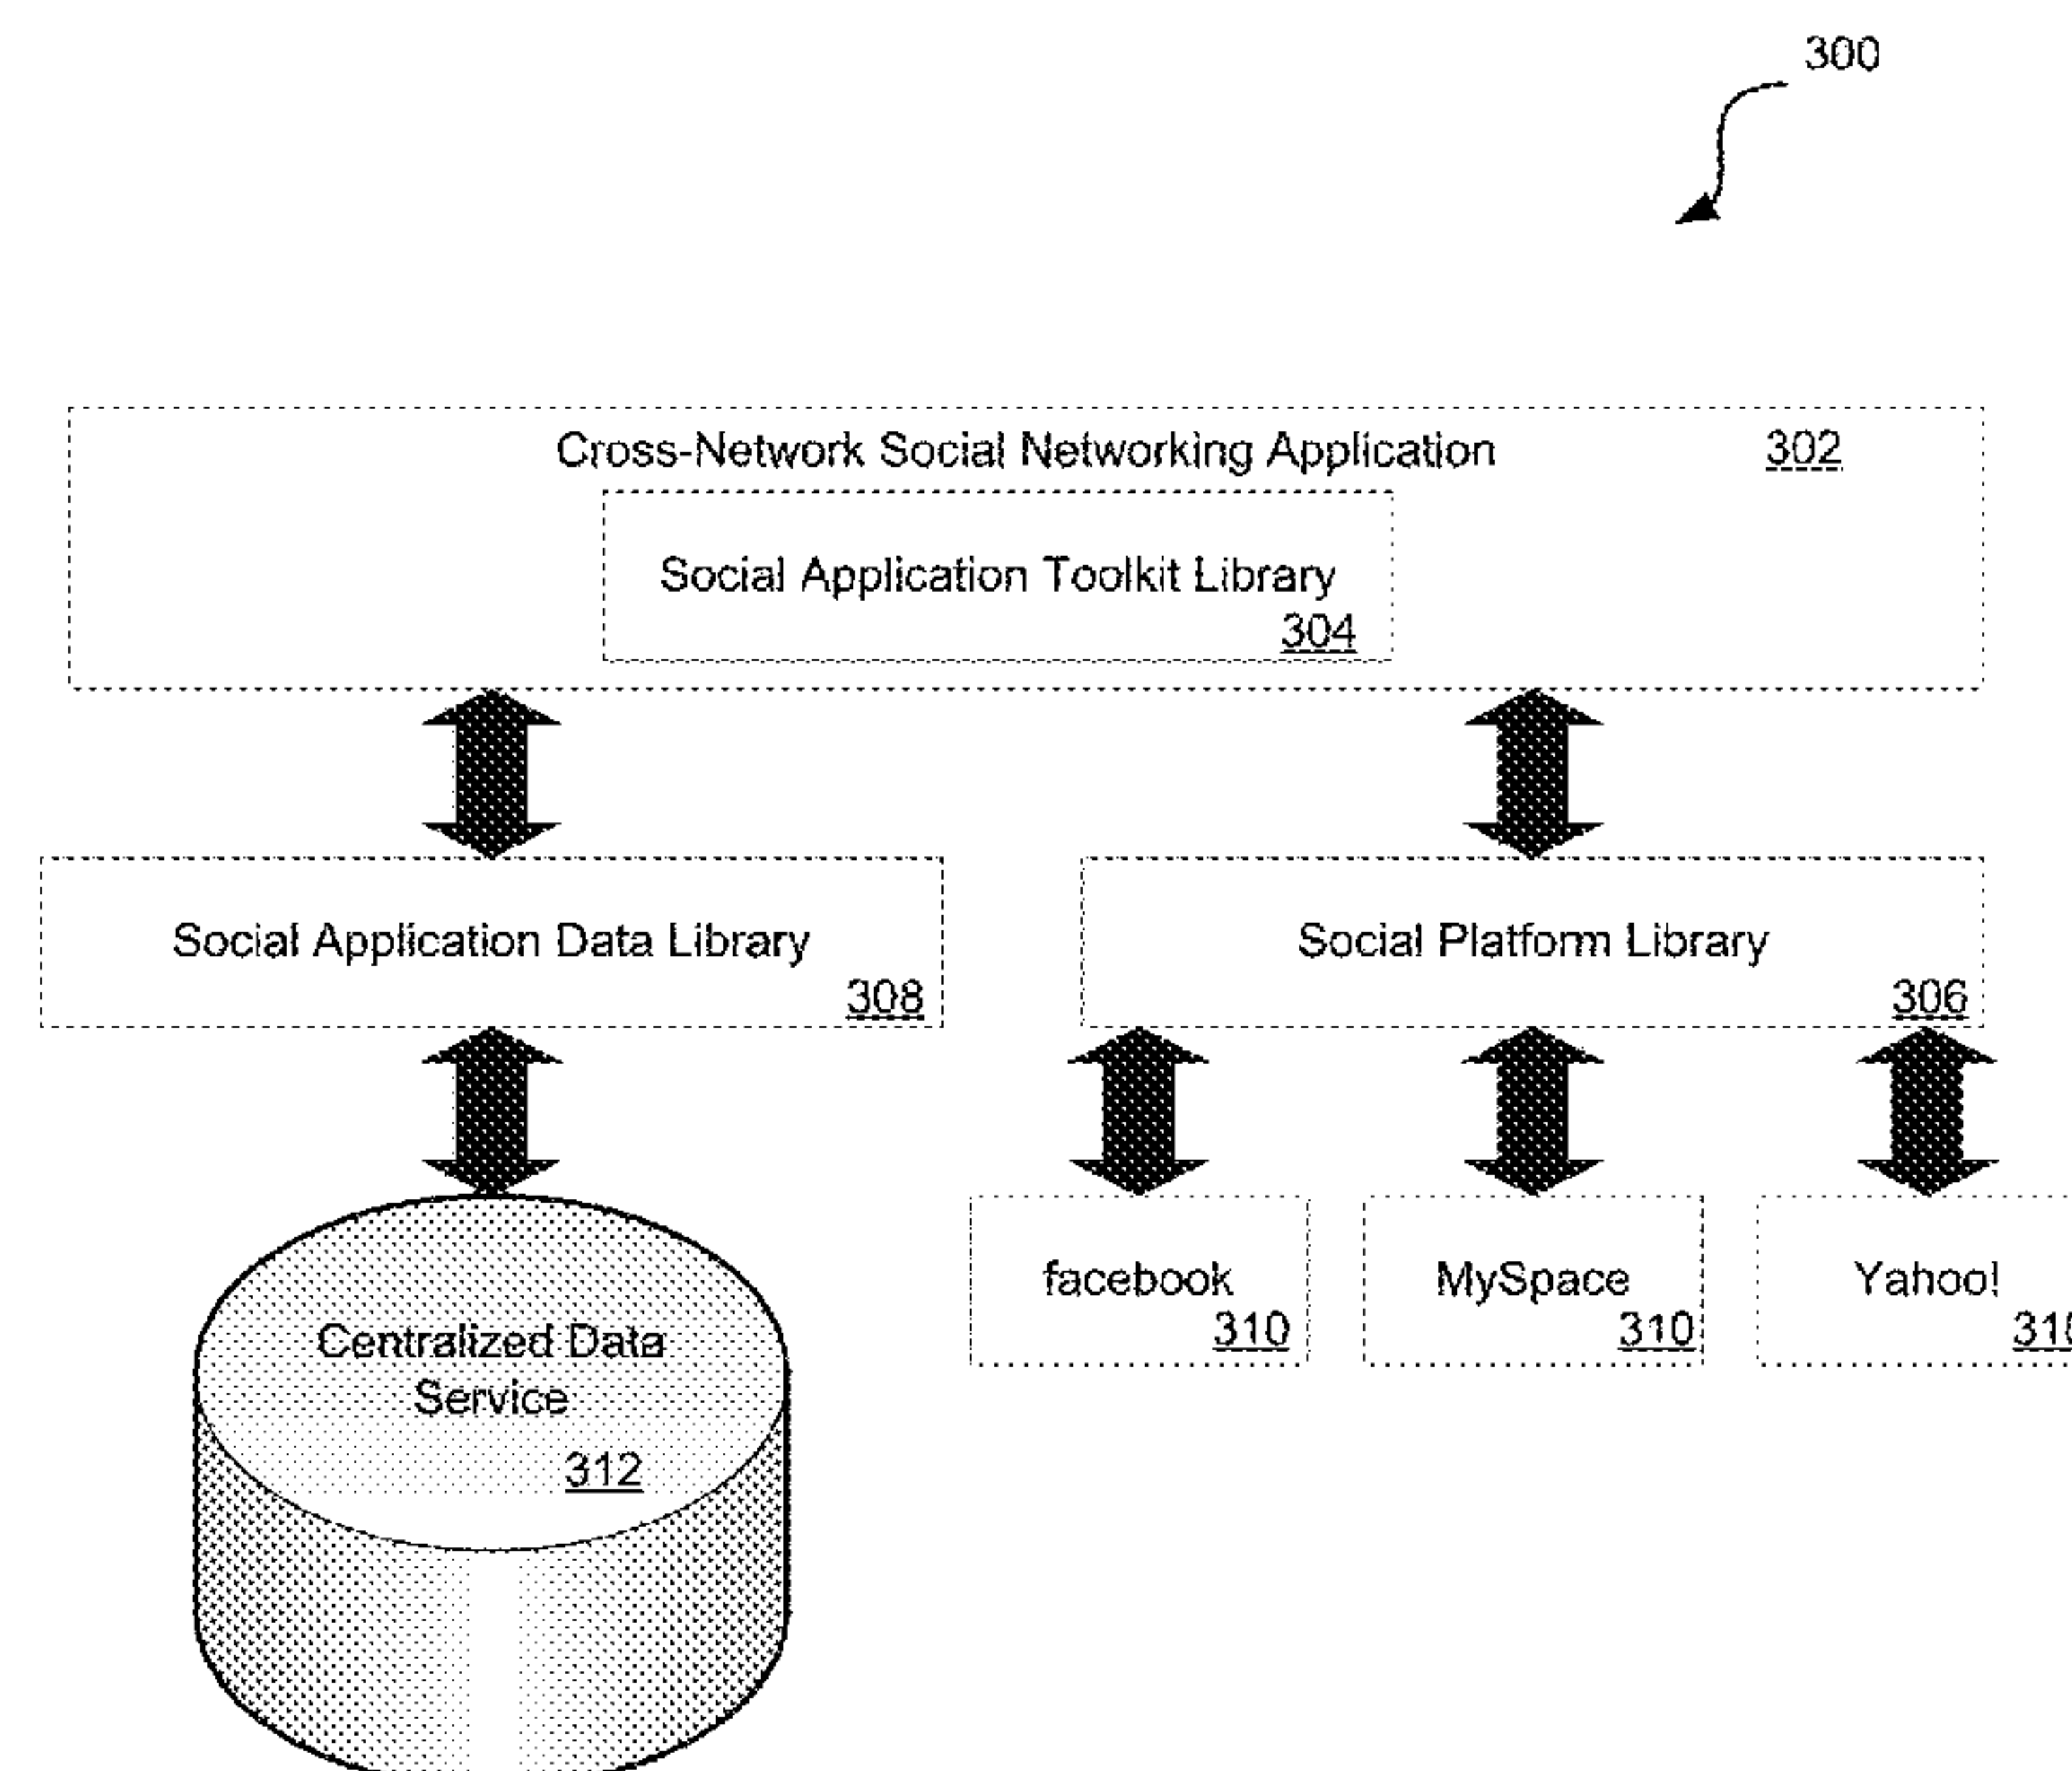 300
Cross-Network Social Networking Application 302
Social Application Toolkit Library
304
Social Application Data Library
308
Social Platform Library
306
facebook
310
MySpace
310
Yahoo!
310
Centralized Data
Service
312